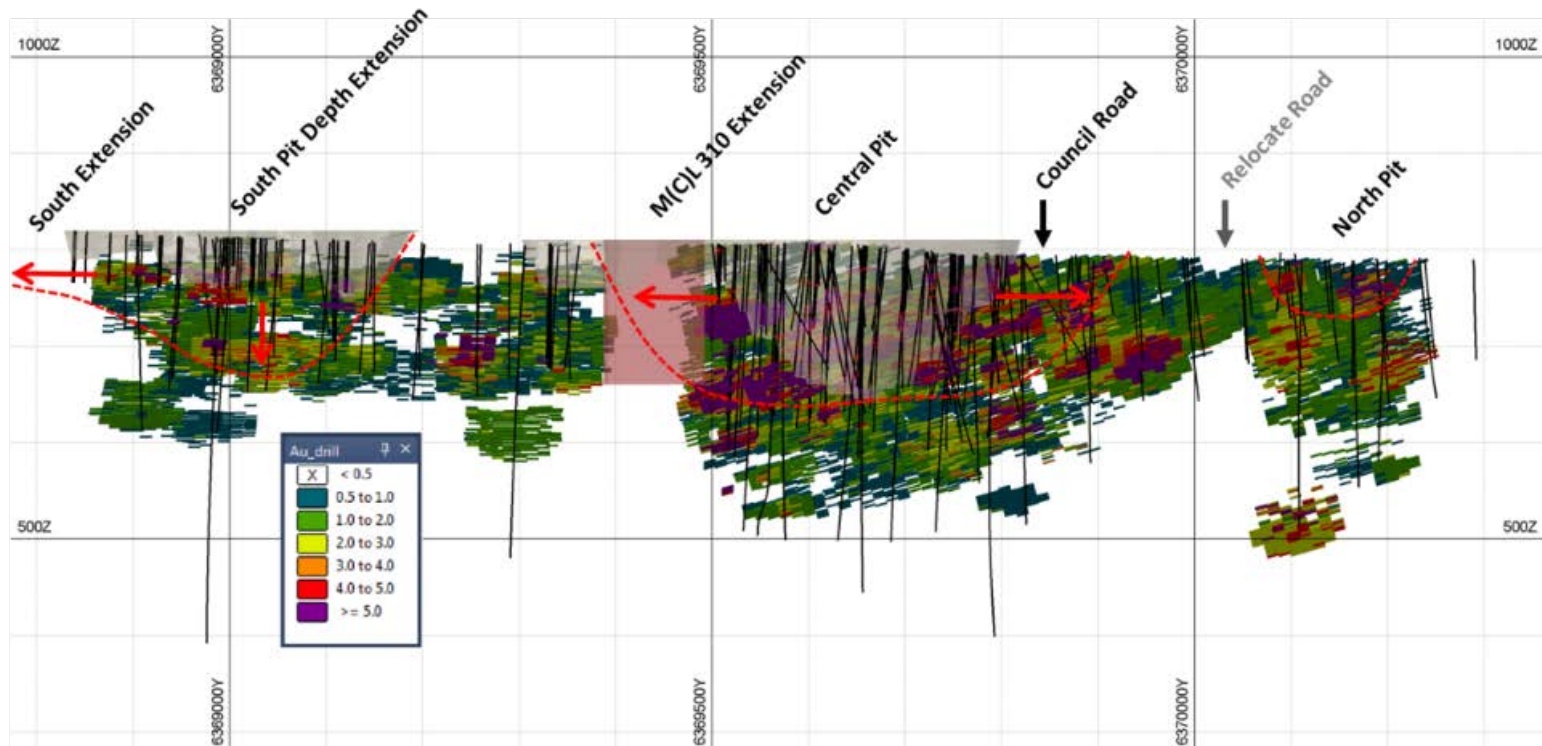 1000Z
6369000Y
6369500Y
6370000Y
1000Z
South Extension
South Pit Depth Extension
M(C)L 310 Extension
Central Pit
Council Road
Relocate Road
North Pit
Au_drill
X < 0.5
0.5 to 1.0
1.0 to 2.0
2.0 to 3.0
3.0 to 4.0
4.0 to 5.0
>= 5.0
500Z
500Z
6369000Y
6369500Y
6370000Y